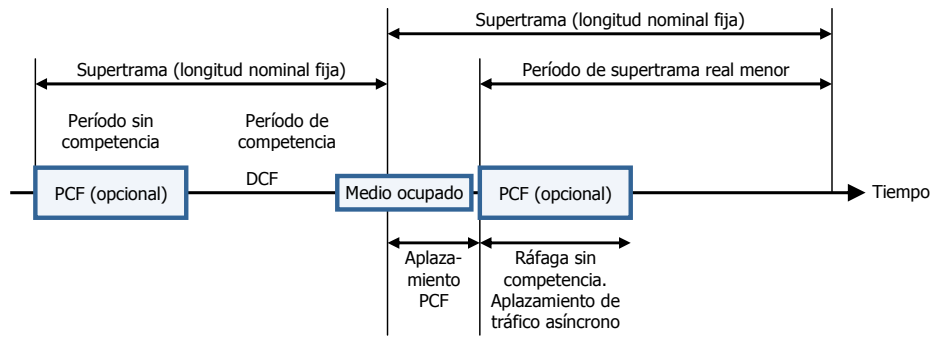 Supertrama (longitud nominal fija)
Supertrama (longitud nominal fija)
Período de supertrama real menor
Período sin
competencia
Período de
competencia
PCF (opcional)
DCF
Medio ocupado
PCF (opcional)
Tiempo
Aplaza-
miento
PCF
Ráfaga sin
competencia.
Aplazamiento de
tráfico asíncrono